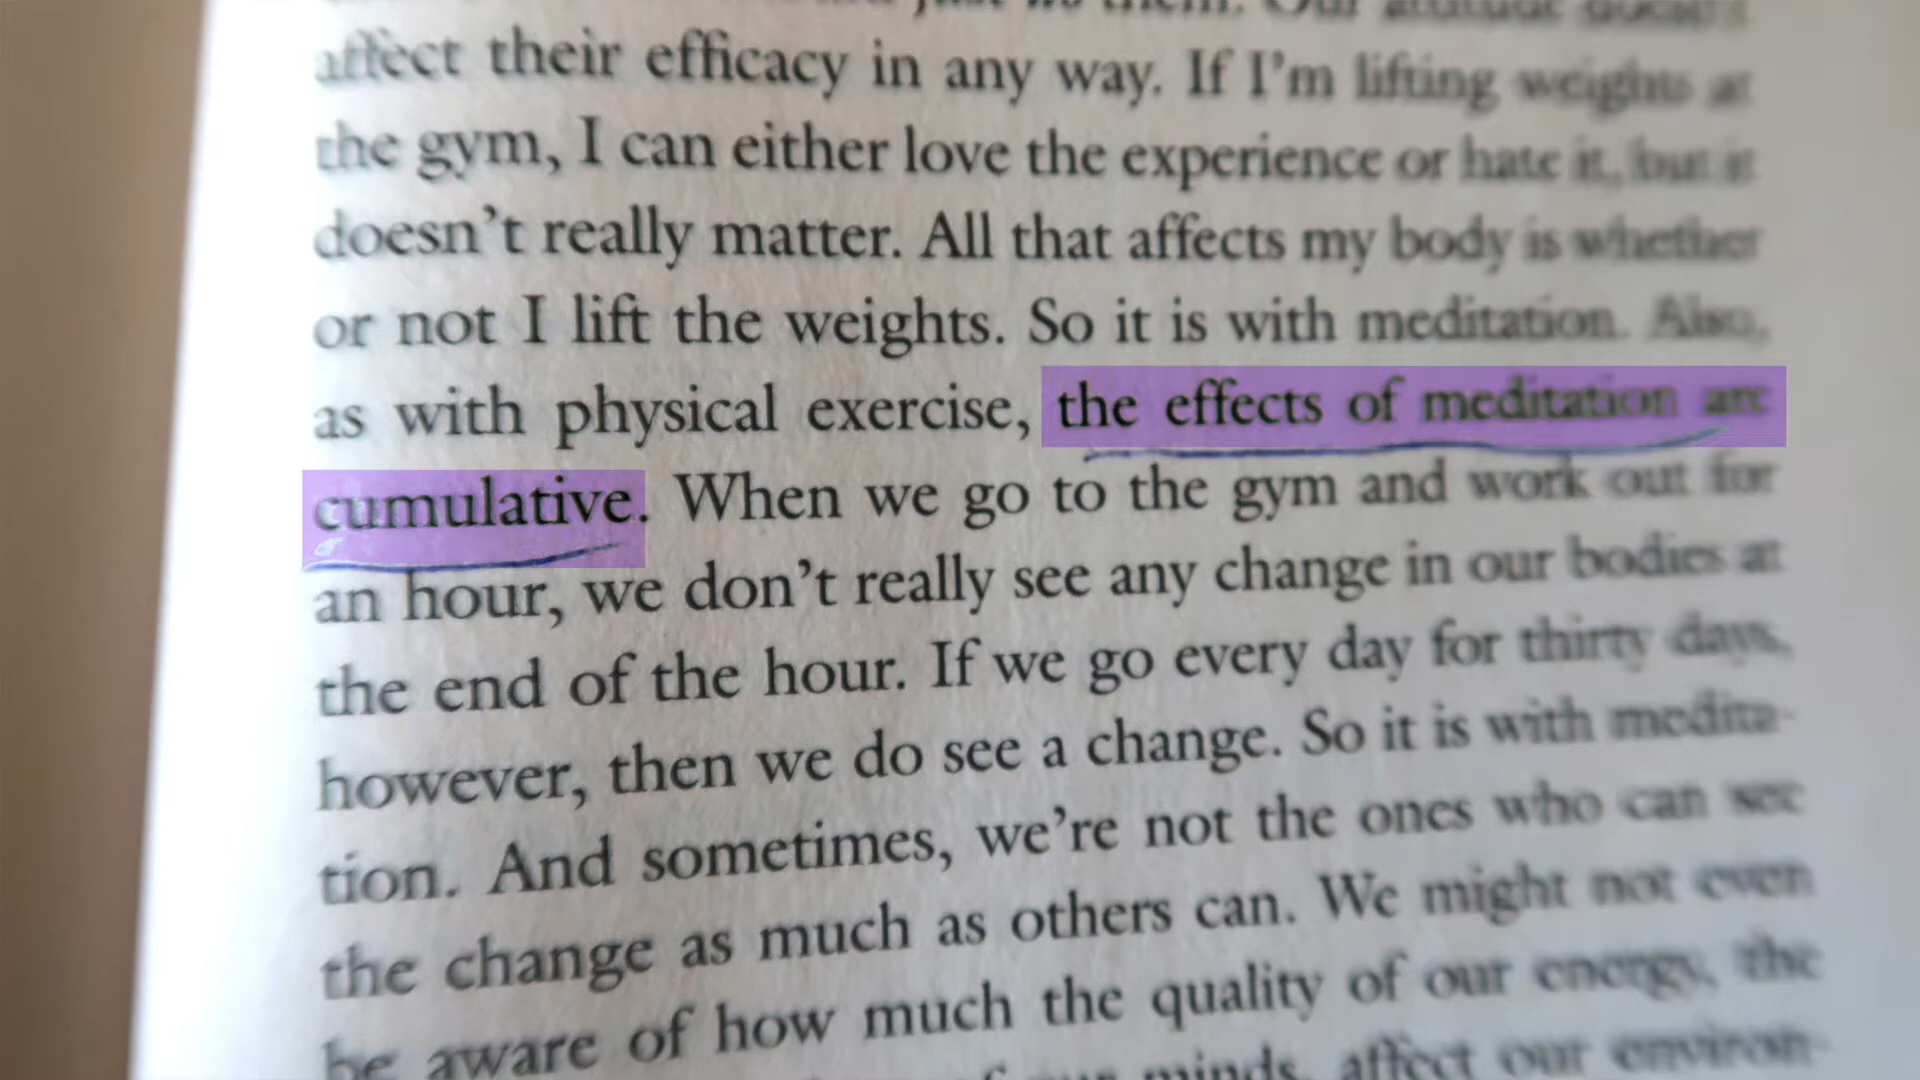 affect their efficacy in any way. If I'm lifting weights at
the gym, I can either love the experience or hate it, but it
doesn't really matter. All that affects my body is whether
or not I lift the weights. So it is with meditation. Also,
as with physical exercise, the effects of meditation are
cumulative. When we go to the gym and work out for
an hour, we don't really see any change in our bodies at
the end of the hour. If we go every day for thirty days,
however, then we do see a change. So it is with medita-
tion. And sometimes, we're not the ones who can see
the change as much as others can. We might not even
be aware of how much the quality of our energy, the
minds, affect our environ-